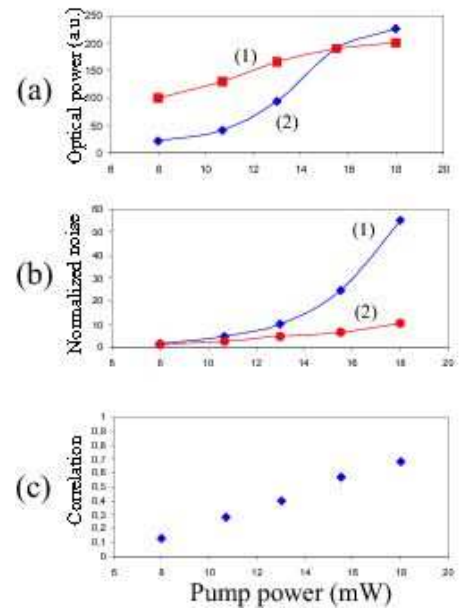 (a)
Optical power (a.u.)
250
200
150
100
50
0
(1)
(2)
6 8 10 12 14 16 18 20
(b)
Normalized noise
60
50
40
30
20
10
0
(1)
(2)
6 8 10 12 14 16 18 20
(c)
Correlation
1
0,9
0,8
0,7
0,6
0,5
0,4
0,3
0,2
0,1
0
6 8 10 12 14 16 18 20
Pump power (mW)